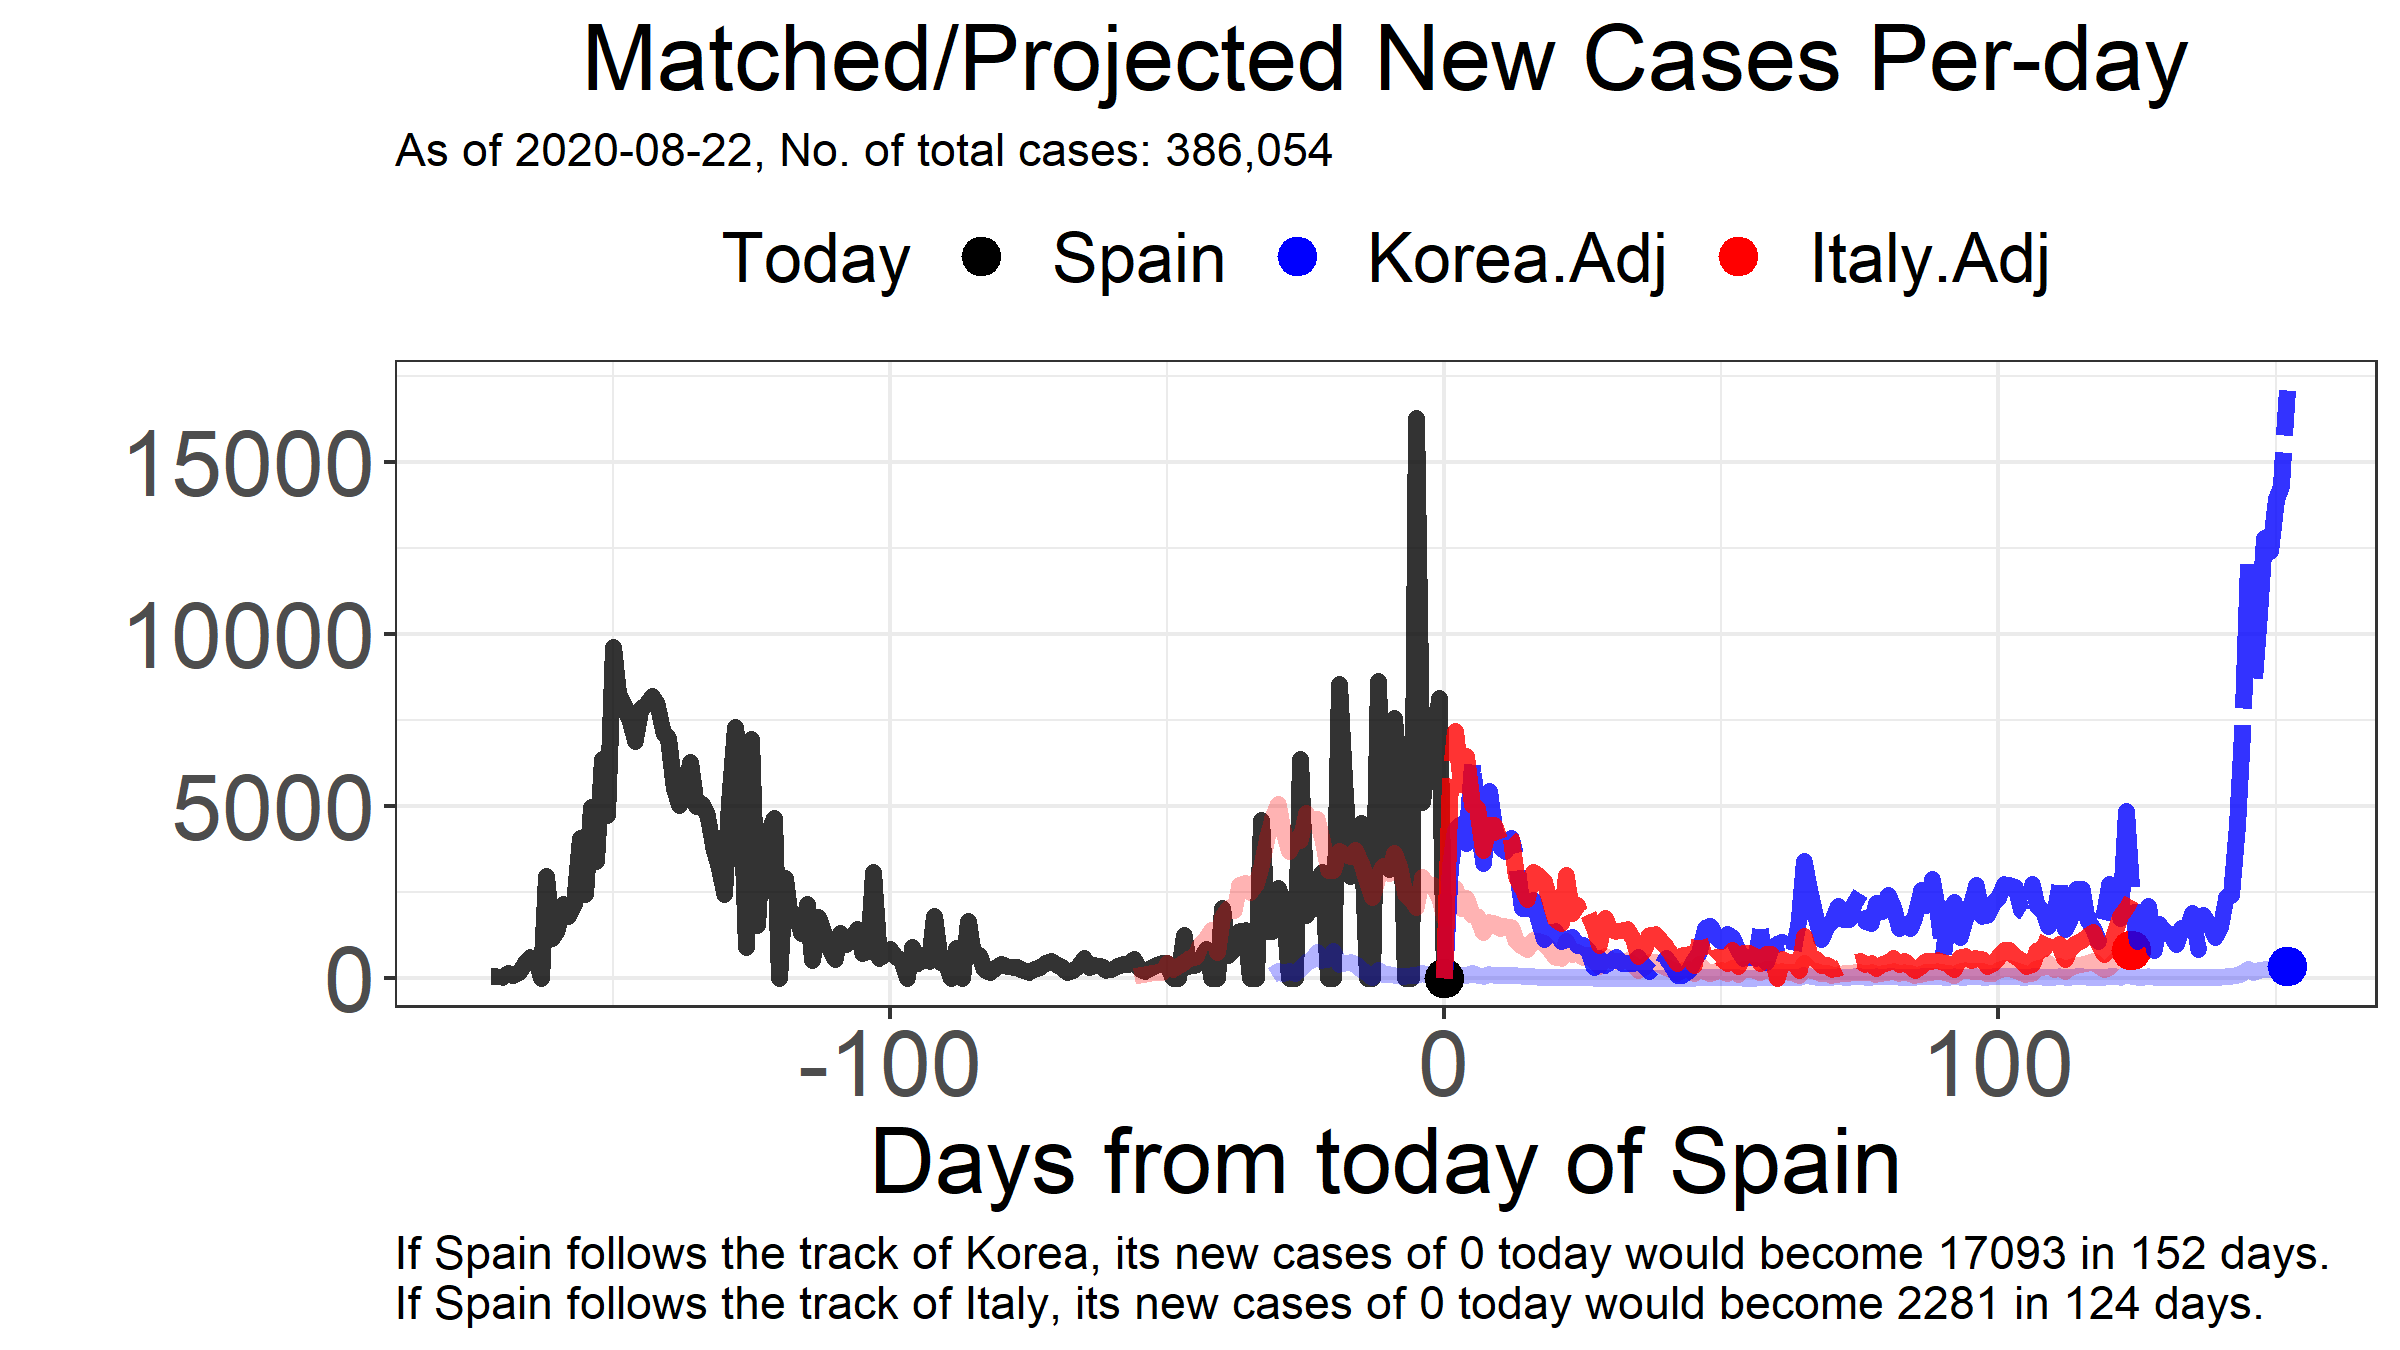 Matched/Projected New Cases Per-day
As of 2020-08-22, No. of total cases: 386,054
Today Spain Korea.Adj Italy.Adj
15000
10000
5000
0
-100 0 100
Days from today of Spain
If Spain follows the track of Korea, its new cases of 0 today would become 17093 in 152 days.
If Spain follows the track of Italy, its new cases of 0 today would become 2281 in 124 days.